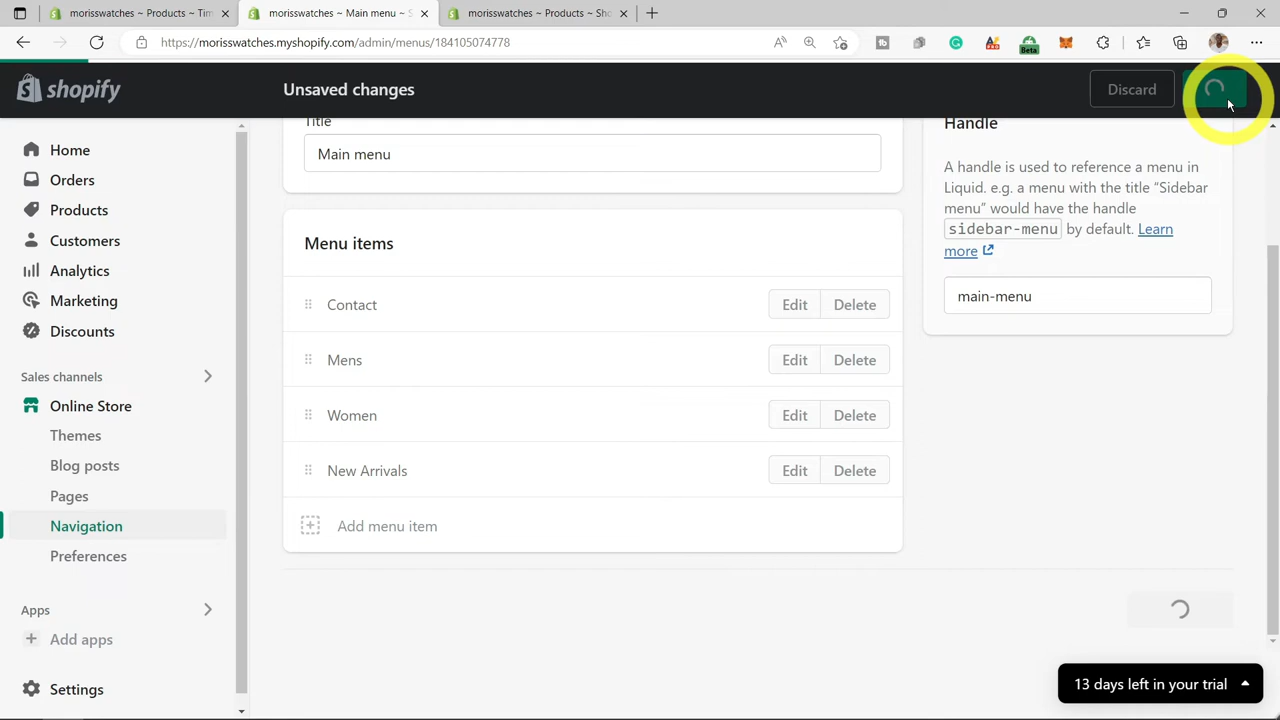 morisswatches ~ Products ~ Tim
morisswatches ~ Main menu ~ S
morisswatches ~ Products ~ Sho
https://morisswatches.myshopify.com/admin/menus/184105074778
Beta
shopify
Unsaved changes
Discard
Home
Orders
Products
Customers
Analytics
Marketing
Discounts
Sales channels
Online Store
Themes
Blog posts
Pages
Navigation
Preferences
Apps
Add apps
Settings
Title
Main menu
Menu items
Contact
Edit
Delete
Mens
Edit
Delete
Women
Edit
Delete
New Arrivals
Edit
Delete
Add menu item
Handle
A handle is used to reference a menu in
Liquid. e.g. a menu with the title “Sidebar
menu” would have the handle
sidebar-menu by default. Learn
more
main-menu
13 days left in your trial